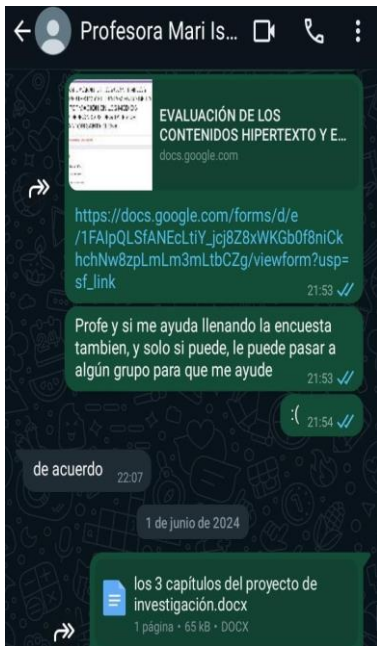 Profesora Mari Is...
EVALUACIÓN DE LOS
CONTENIDOS HIPERTEXTO Y E...
docs.google.com
https://docs.google.com/forms/d/e
/1FAIpQLSfANEcLtiY_jcj8Z8xWKGb0f8niCk
hchNw8zpLmLm3mLtbCZg/viewform?usp=
sf_link
21:53
Profe y si me ayuda llenando la encuesta
tambien, y solo si puede, le puede pasar a
algún grupo para que me ayude
21:53
:(
21:54
de acuerdo
22:07
1 de junio de 2024
los 3 capítulos del proyecto de
investigación.docx
1 página • 65 kB • DOCX